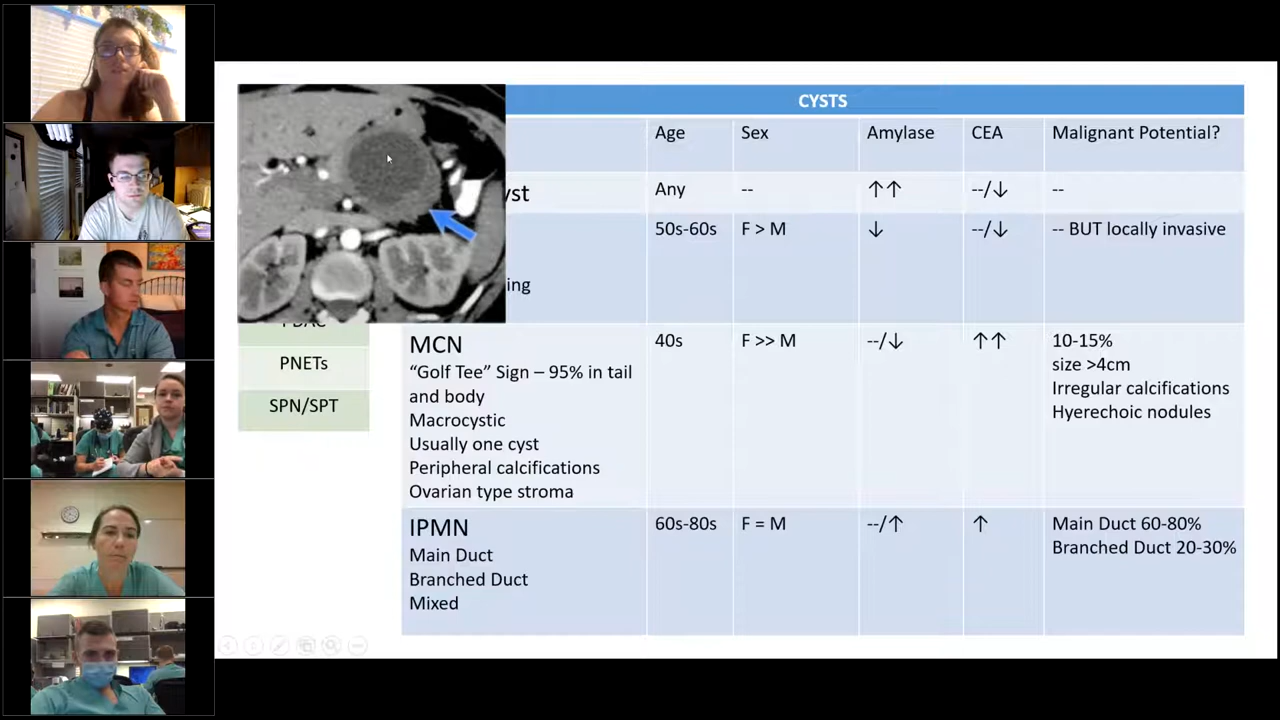 CYSTS
Age Sex Amylase CEA Malignant Potential?
yst Any -- ↑↑ --/↓ --
50s-60s F > M ↓ --/↓ -- BUT locally invasive
ing
PDAC
PNETs
SPN/SPT
MCN 40s F >> M --/↓ ↑↑ 10-15%
size >4cm
“Golf Tee” Sign – 95% in tail Irregular calcifications
and body Hyerechoic nodules
Macrocystic
Usually one cyst
Peripheral calcifications
Ovarian type stroma
IPMN 60s-80s F = M --/↑ ↑ Main Duct 60-80%
Main Duct Branched Duct 20-30%
Branched Duct
Mixed